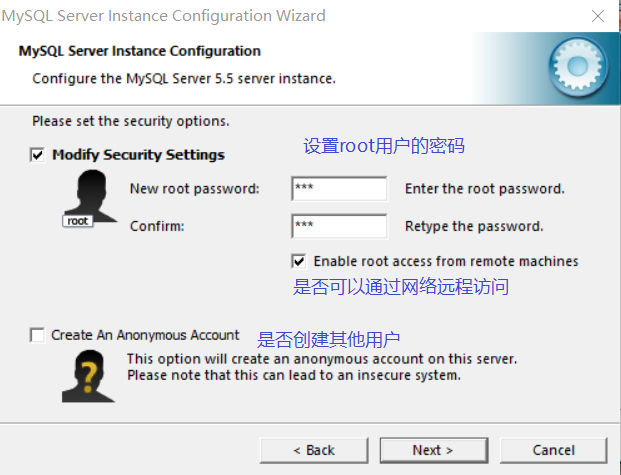 MySQL Server Instance Configuration Wizard
MySQL Server Instance Configuration
Configure the MySQL Server 5.5 server instance.
Please set the security options.
Modify Security Settings
设置root用户的密码
New root password: *** Enter the root password.
root
Confirm: *** Retype the password.
Enable root access from remote machines
是否可以通过网络远程访问
Create An Anonymous Account 是否创建其他用户
This option will create an anonymous account on this server.
Please note that this can lead to an insecure system.
< Back Next > Cancel